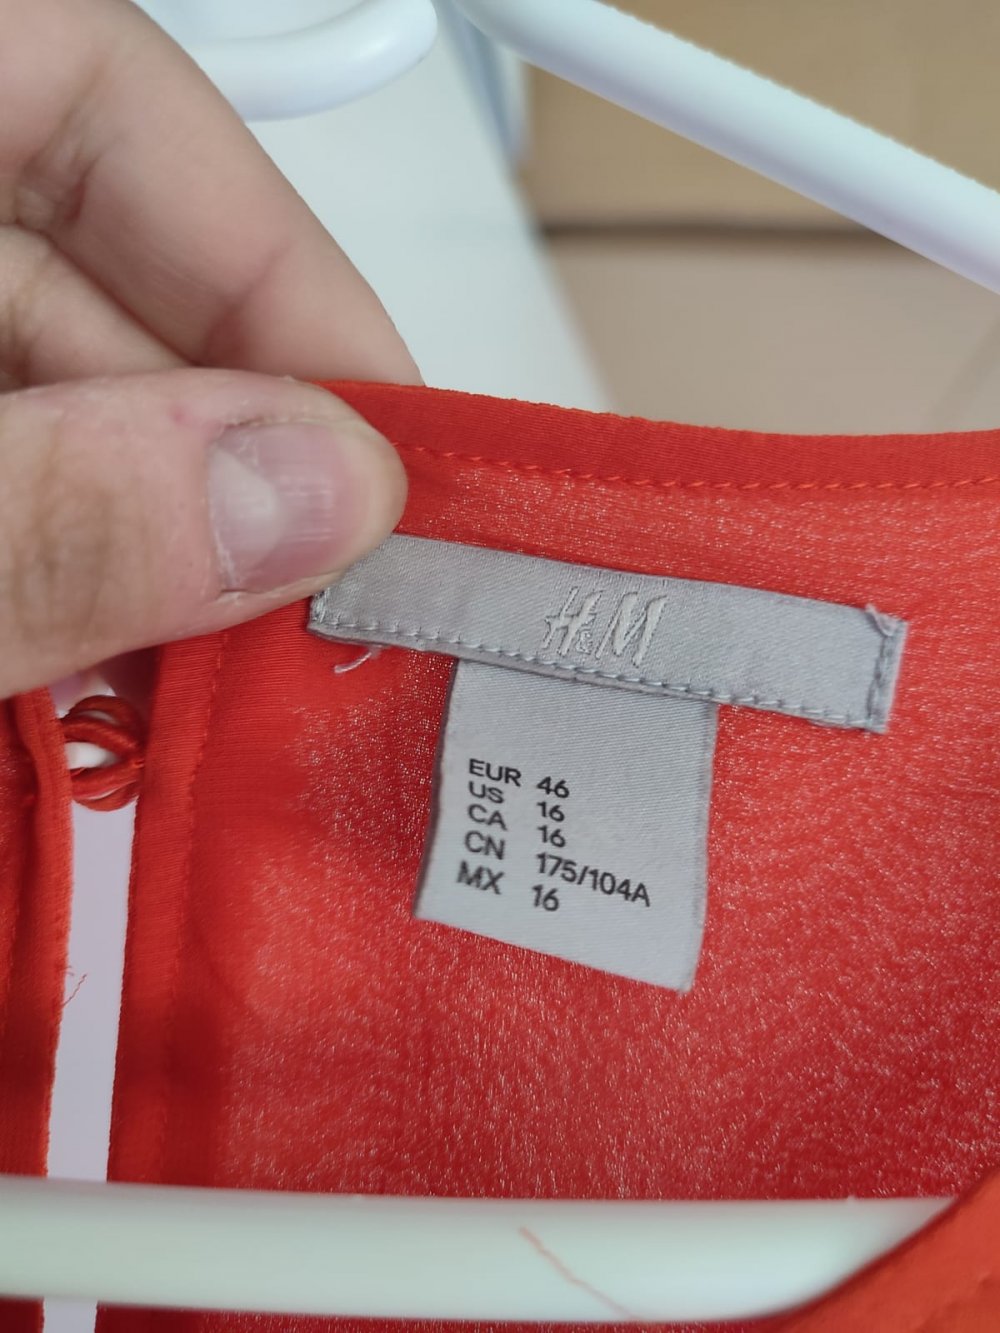 H&M
EUR 46
US 16
CA 16
CN 175/104A
MX 16